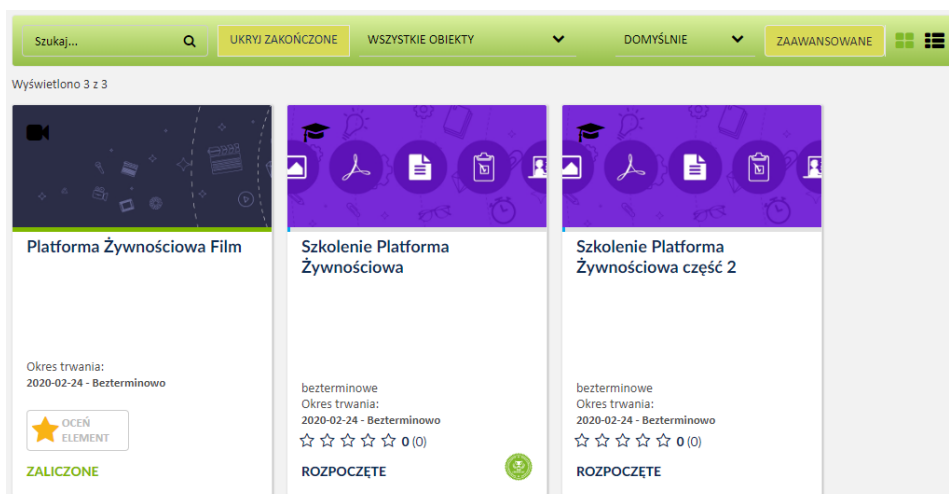 Szukaj...
UKRYJ ZAKOŃCZONE
WSZYSTKIE OBIEKTY
DOMYŚLNIE
ZAAWANSOWANE
Wyświetlono 3 z 3
Platforma Żywnościowa Film
Okres trwania:
2020-02-24 - Bezterminowo
OCEŃ
ELEMENT
ZALICZONE
Szkolenie Platforma
Żywnościowa
bezterminowe
Okres trwania:
2020-02-24 - Bezterminowo
0 (0)
ROZPOCZĘTE
Szkolenie Platforma
Żywnościowa część 2
bezterminowe
Okres trwania:
2020-02-24 - Bezterminowo
0 (0)
ROZPOCZĘTE